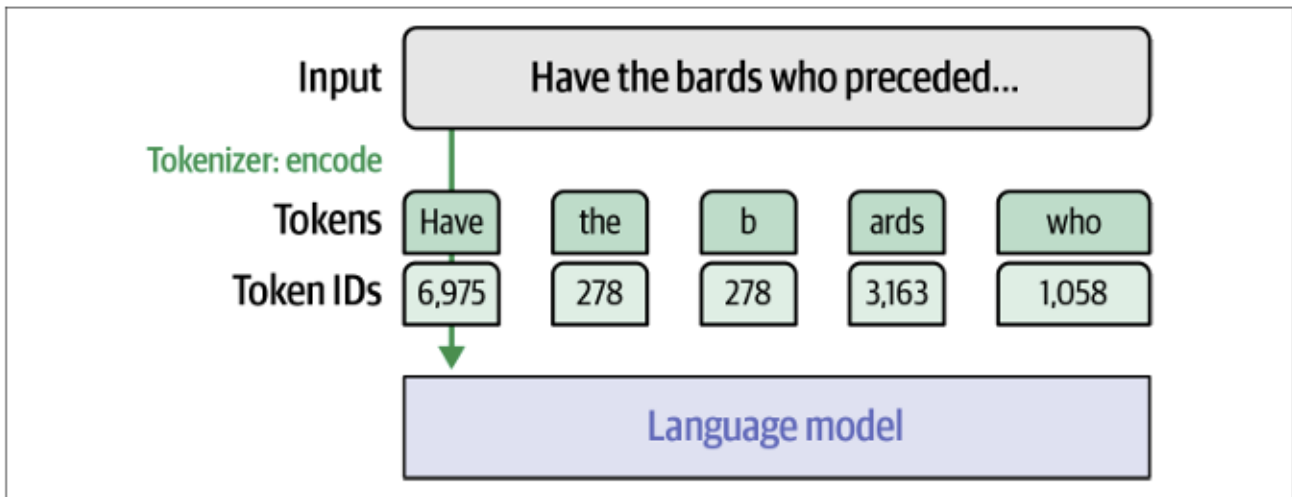 Input
Have the bards who preceded...
Tokenizer: encode
Tokens Have the b ards who
Token IDs 6,975 278 278 3,163 1,058
Language model